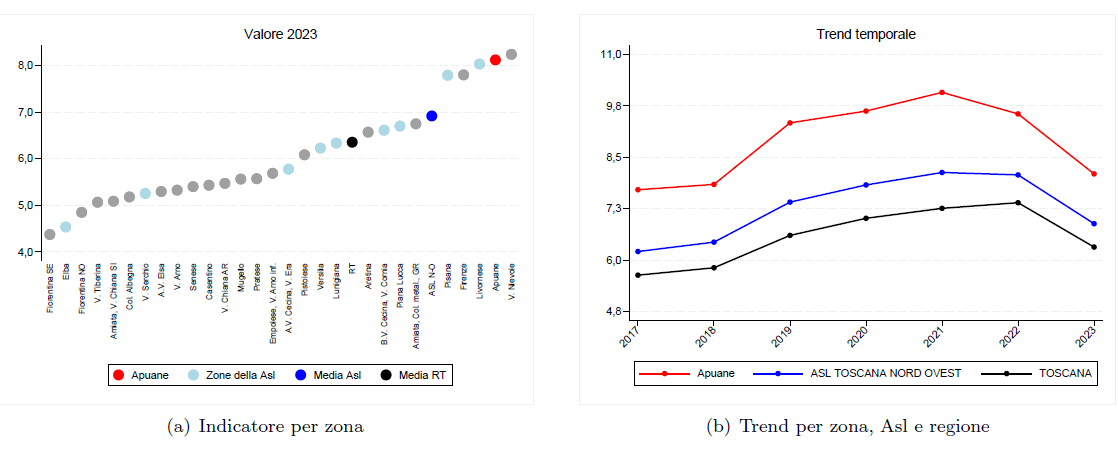 Valore 2023
8,0
7,0
6,0
5,0
4,0
Fiorentina SE
Elba
Fiorentina NO
V. Tiberina
Amiata, V. Chiana SI
Col. Albegna
V. Serchio
A.V. Elsa
V. Arno
Senese
Casentino
V. Chiana AR
Mugello
Pratese
Empolese, V. Arno inf.
A.V. Cecina, V. Era
Pistoiese
Versilia
Lunigiana
RT
Aretina
B.V. Cecina, V. Cornia
Piana Lucca
Amiata, Col. metal., GR
ASL N-O
Pisana
Firenze
Livornese
Apuane
V. Nievole
Apuane Zone della Asl Media Asl Media RT
(a) Indicatore per zona
Trend temporale
11,0
9,8
8,5
7,3
6,0
4,8
2017
2018
2019
2020
2021
2022
2023
Apuane ASL TOSCANA NORD OVEST TOSCANA
(b) Trend per zona, Asl e regione